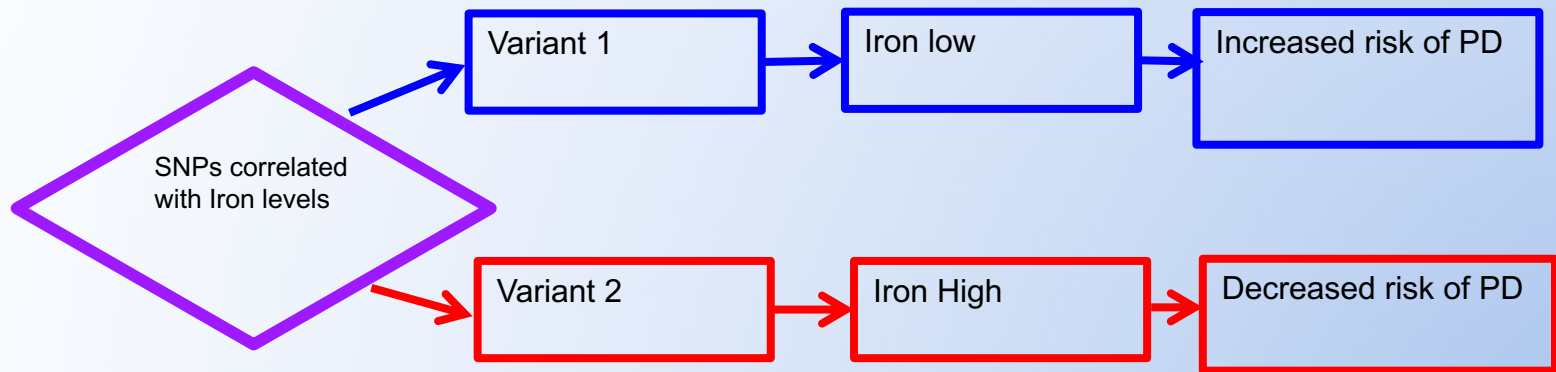 Variant 1
Iron low
Increased risk of PD
SNPs correlated
with Iron levels
Variant 2
Iron High
Decreased risk of PD